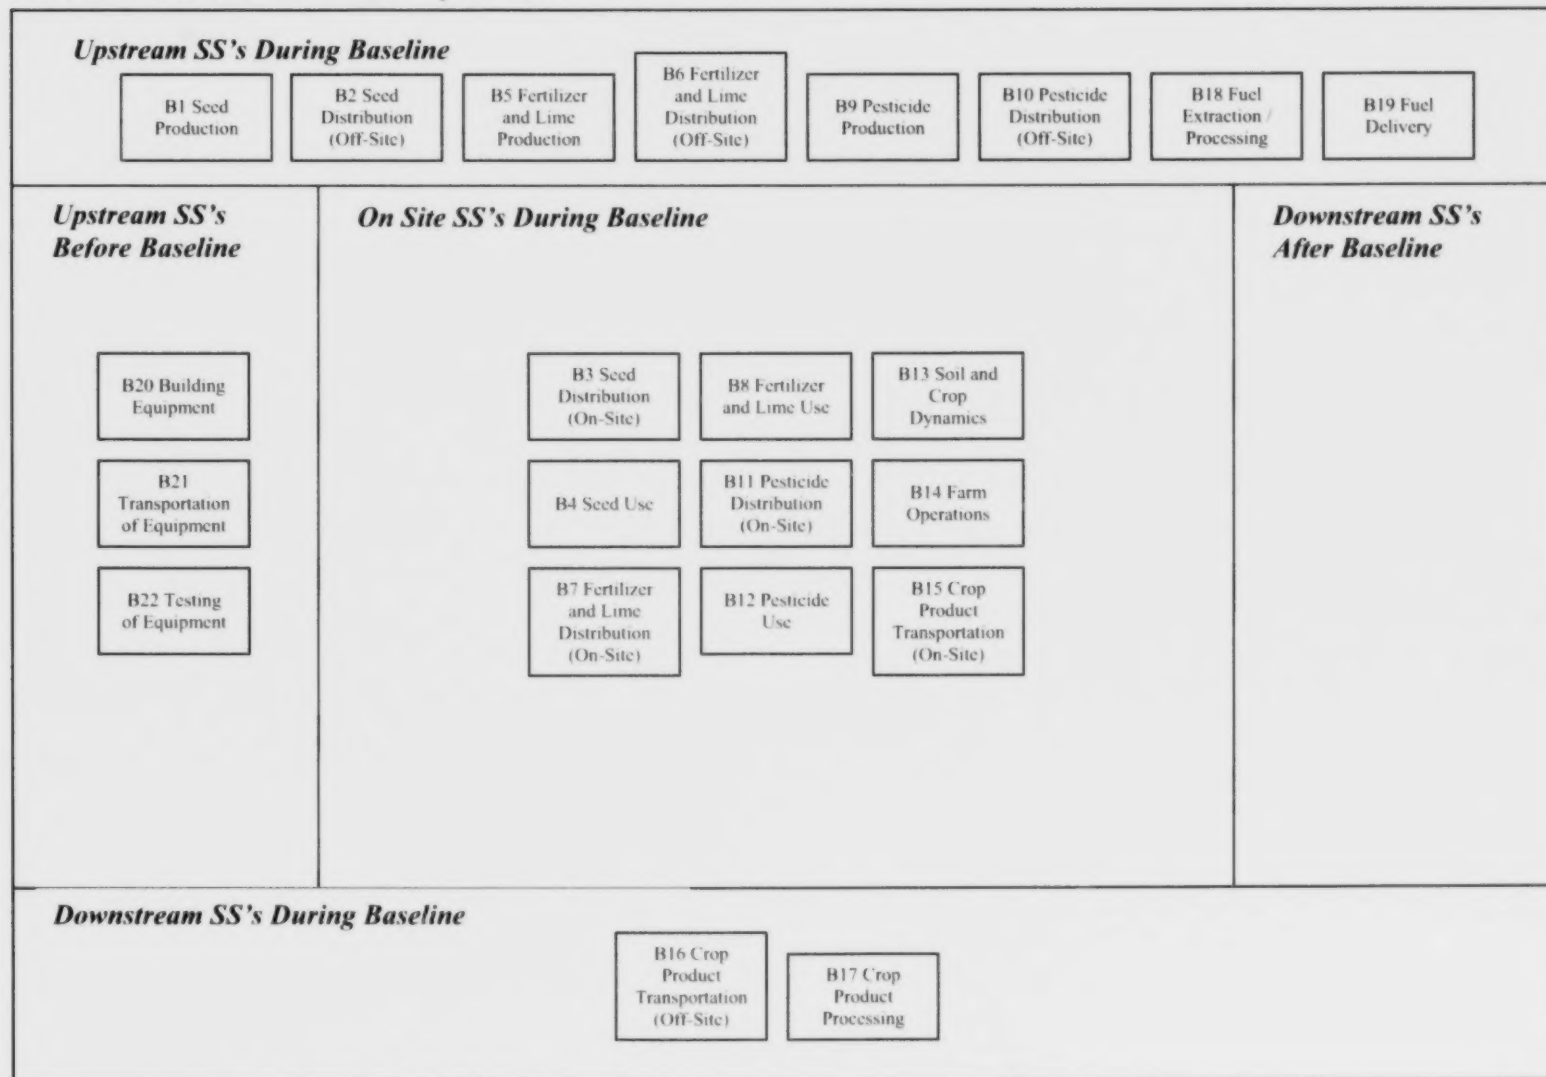 Upstream SS's During Baseline
B1 Seed
Production
B2 Seed
Distribution
(Off-Site)
B5 Fertilizer
and Lime
Production
B6 Fertilizer
and Lime
Distribution
(Off-Site)
B9 Pesticide
Production
B10 Pesticide
Distribution
(Off-Site)
B18 Fuel
Extraction /
Processing
B19 Fuel
Delivery
Upstream SS's
Before Baseline
B20 Building
Equipment
B21
Transportation
of Equipment
B22 Testing
of Equipment
On Site SS's During Baseline
B3 Seed
Distribution
(On-Site)
B8 Fertilizer
and Lime Use
B13 Soil and
Crop
Dynamics
B4 Seed Use
B11 Pesticide
Distribution
(On-Site)
B14 Farm
Operations
B7 Fertilizer
and Lime
Distribution
(On-Site)
B12 Pesticide
Use
B15 Crop
Product
Transportation
(On-Site)
Downstream SS's
After Baseline
Downstream SS's During Baseline
B16 Crop
Product
Transportation
(Off-Site)
B17 Crop
Product
Processing